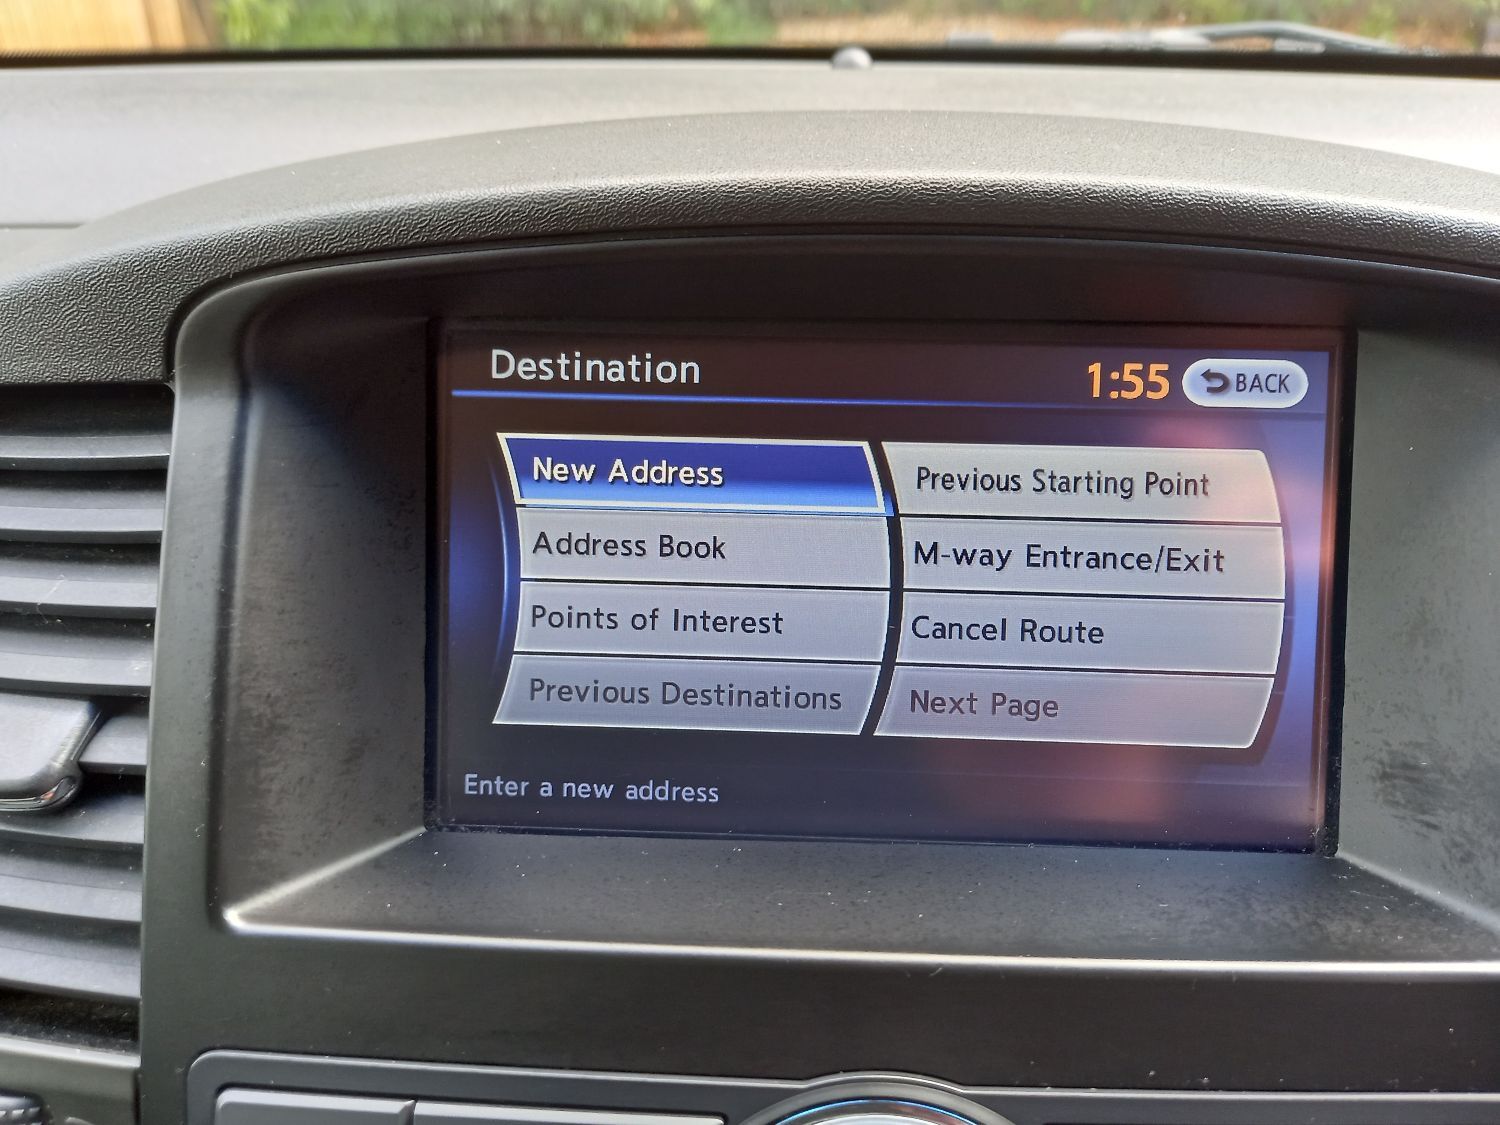 Destination
1:55
BACK
New Address
Address Book
Points of Interest
Previous Destinations
Previous Starting Point
M-way Entrance/Exit
Cancel Route
Next Page
Enter a new address